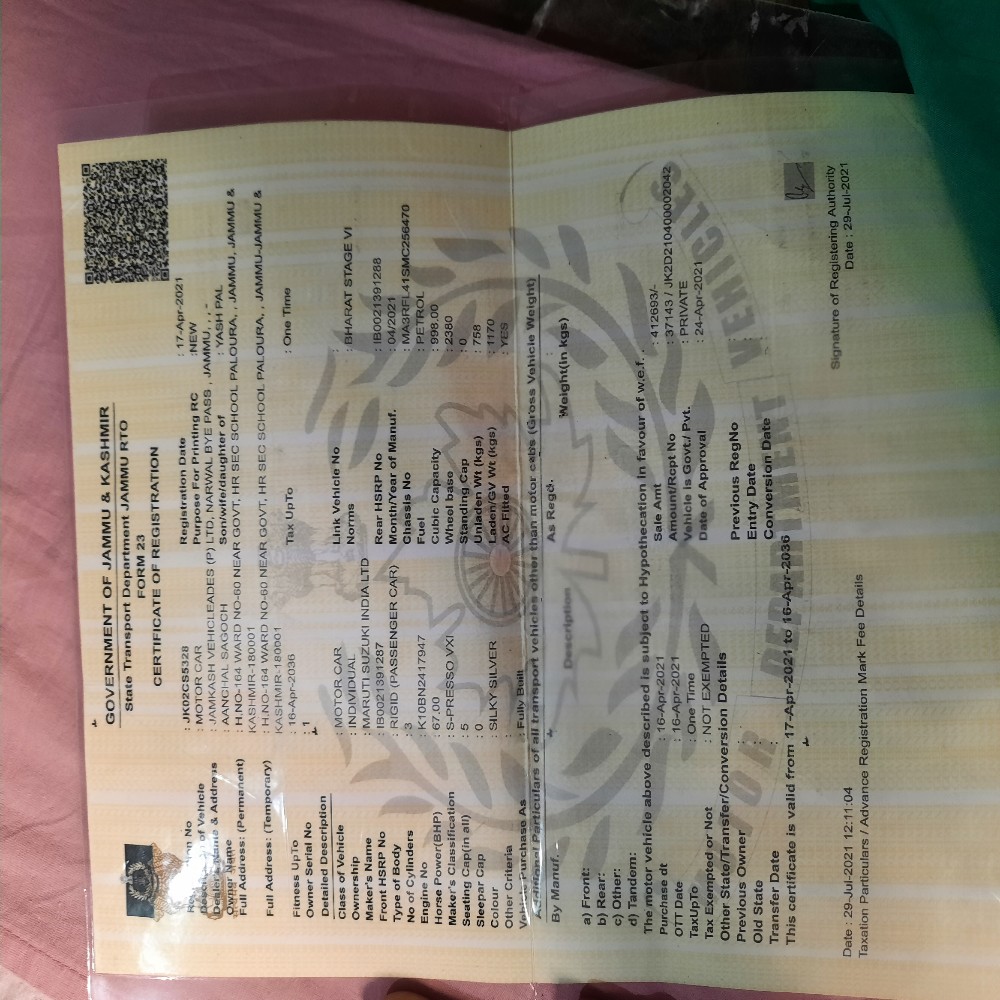 GOVERNMENT OF JAMMU & KASHMIR
State Transport Department JAMMU RTO
FORM 23
CERTIFICATE OF REGISTRATION
No : JK02CS5328 Registration Date : 17-Apr-2021
of Vehicle : MOTOR CAR Purpose For Printing RC : NEW
Dealer's Name & Address : JAMKASH VEHICLEADES (P) LTD, NARWAL BYE PASS , JAMMU, , , -
Owner Name : AANCHAL SAGOCH Son/wife/daughter of : YASH PAL
Full Address: (Permanent) : H.NO-164 WARD NO-60 NEAR GOVT, HR SEC SCHOOL PALOURA, , JAMMU, JAMMU &
KASHMIR-180001
Full Address: (Temporary) : H.NO-164 WARD NO-60 NEAR GOVT, HR SEC SCHOOL PALOURA, , JAMMU-JAMMU &
KASHMIR-180001
Fitness UpTo : 16-Apr-2036 Tax UpTo : One Time
Owner Serial No : 1
Detailed Description
Class of Vehicle : MOTOR CAR Link Vehicle No
Ownership : INDIVIDUAL Norms : BHARAT STAGE VI
Maker's Name : MARUTI SUZUKI INDIA LTD
Front HSRP No : IB0021391287 Rear HSRP No : IB0021391288
Type of Body : RIGID (PASSENGER CAR) Month/Year of Manuf. : 04/2021
No of Cylinders : 3 Chassis No : MA3RFL41SMC256470
Engine No : K10BN2417947 Fuel : PETROL
Horse Power(BHP) : 67.00 Cubic Capacity : 998.00
Maker's Classification : S-PRESSO VXI Wheel base : 2380
Seating Cap(in all) : 5 Standing Cap : 0
Sleepar Cap : 0 Unladen Wt (kgs) : 758
Colour : SILKY SILVER Laden/GV Wt (kgs) : 1170
Other Criteria AC Fitted : YES
Vehicle Purchase As : Fully Built
Additional Particulars of all transport vehicles other than motor cabs (Gross Vehicle Weight)
By Manuf. Description As Regd. Weight(in kgs)
a) Front:
b) Rear:
c) Other:
d) Tandem:
The motor vehicle above described is subject to Hypothecation in favour of w.e.f. .
Purchase dt : 16-Apr-2021 Sale Amt : 412693/-
OTT Date : 16-Apr-2021 Amount/Rcpt No : 37143 / JK2D210400002042
TaxUpTo : One Time Vehicle is Govt./ Pvt. : PRIVATE
Tax Exempted or Not : NOT EXEMPTED Date of Approval : 24-Apr-2021
Other State/Transfer/Conversion Details
Previous Owner : Previous RegNo :
Old State : Entry Date :
Transfer Date : Conversion Date :
This certificate is valid from 17-Apr-2021 to 16-Apr-2036
DEPARTMENT VEHICLES
Signature of Registering Authority
Date : 29-Jul-2021 12:11:04 Date : 29-Jul-2021
Taxation Particulars / Advance Registration Mark Fee Details